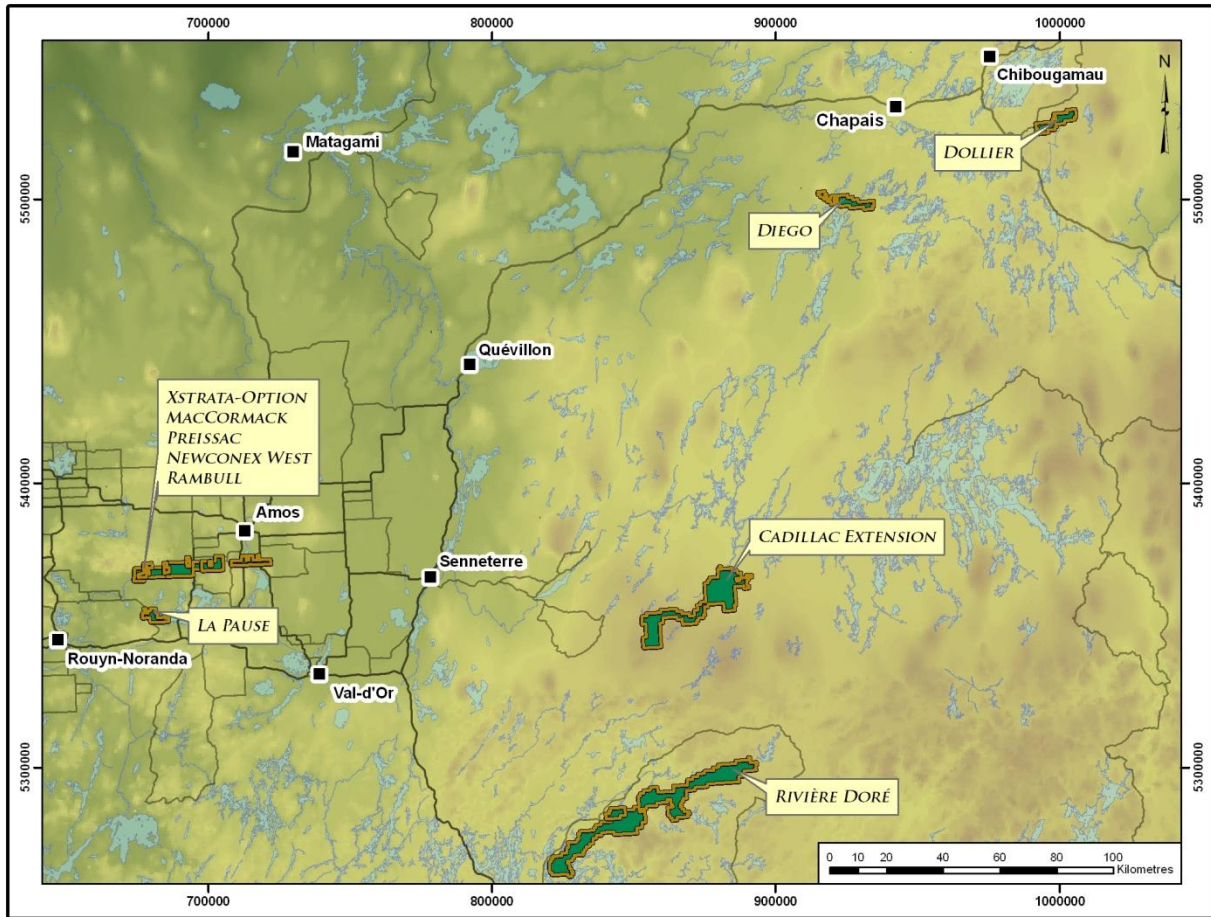 700000
800000
900000
1000000
Chibougamau
N
Chapais
DOLLIER
Matagami
5500000
5500000
DIEGO
Quévillon
XSTRATA-OPTION
MACCORMACK
PREISSAC
NEWCONEX WEST
RAMBULL
5400000
5400000
Amos
CADILLAC EXTENSION
Senneterre
LA PAUSE
Rouyn-Noranda
Val-d'Or
5300000
5300000
RIVIÈRE DORÉ
0 10 20 40 60 80 100
Kilometres
700000
800000
900000
1000000